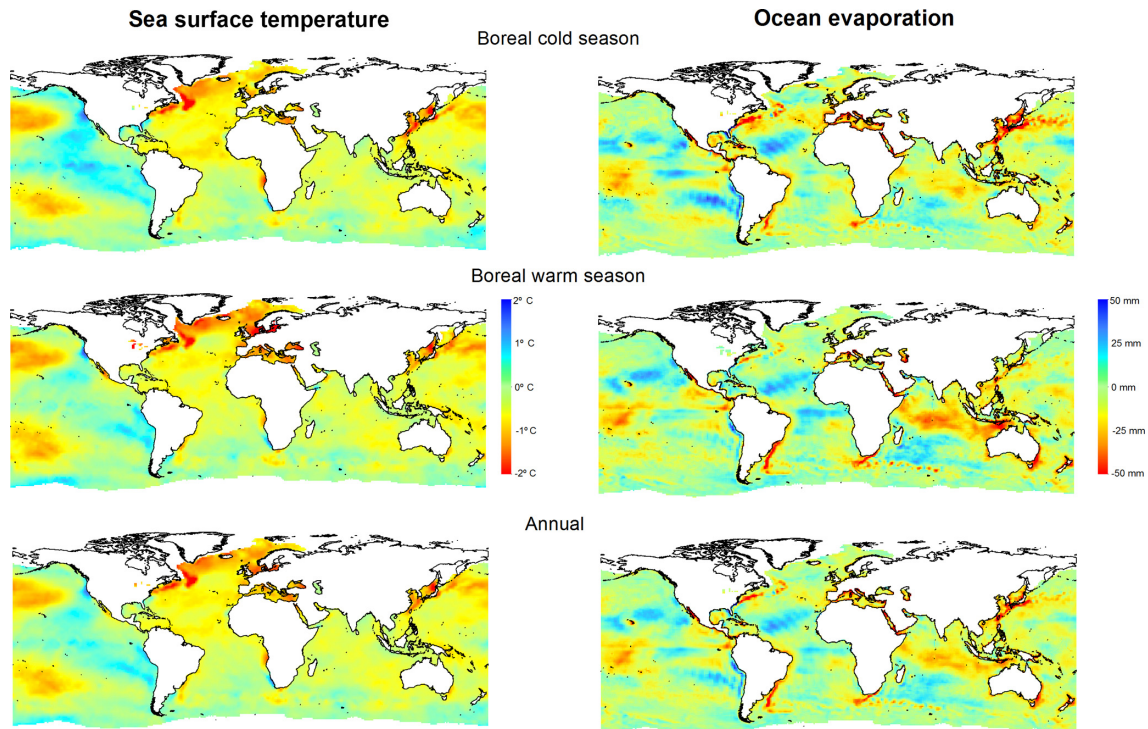 Sea surface temperature
Ocean evaporation
Boreal cold season
Boreal warm season
2° C
1° C
0° C
-1° C
-2° C
50 mm
25 mm
0 mm
-25 mm
-50 mm
Annual